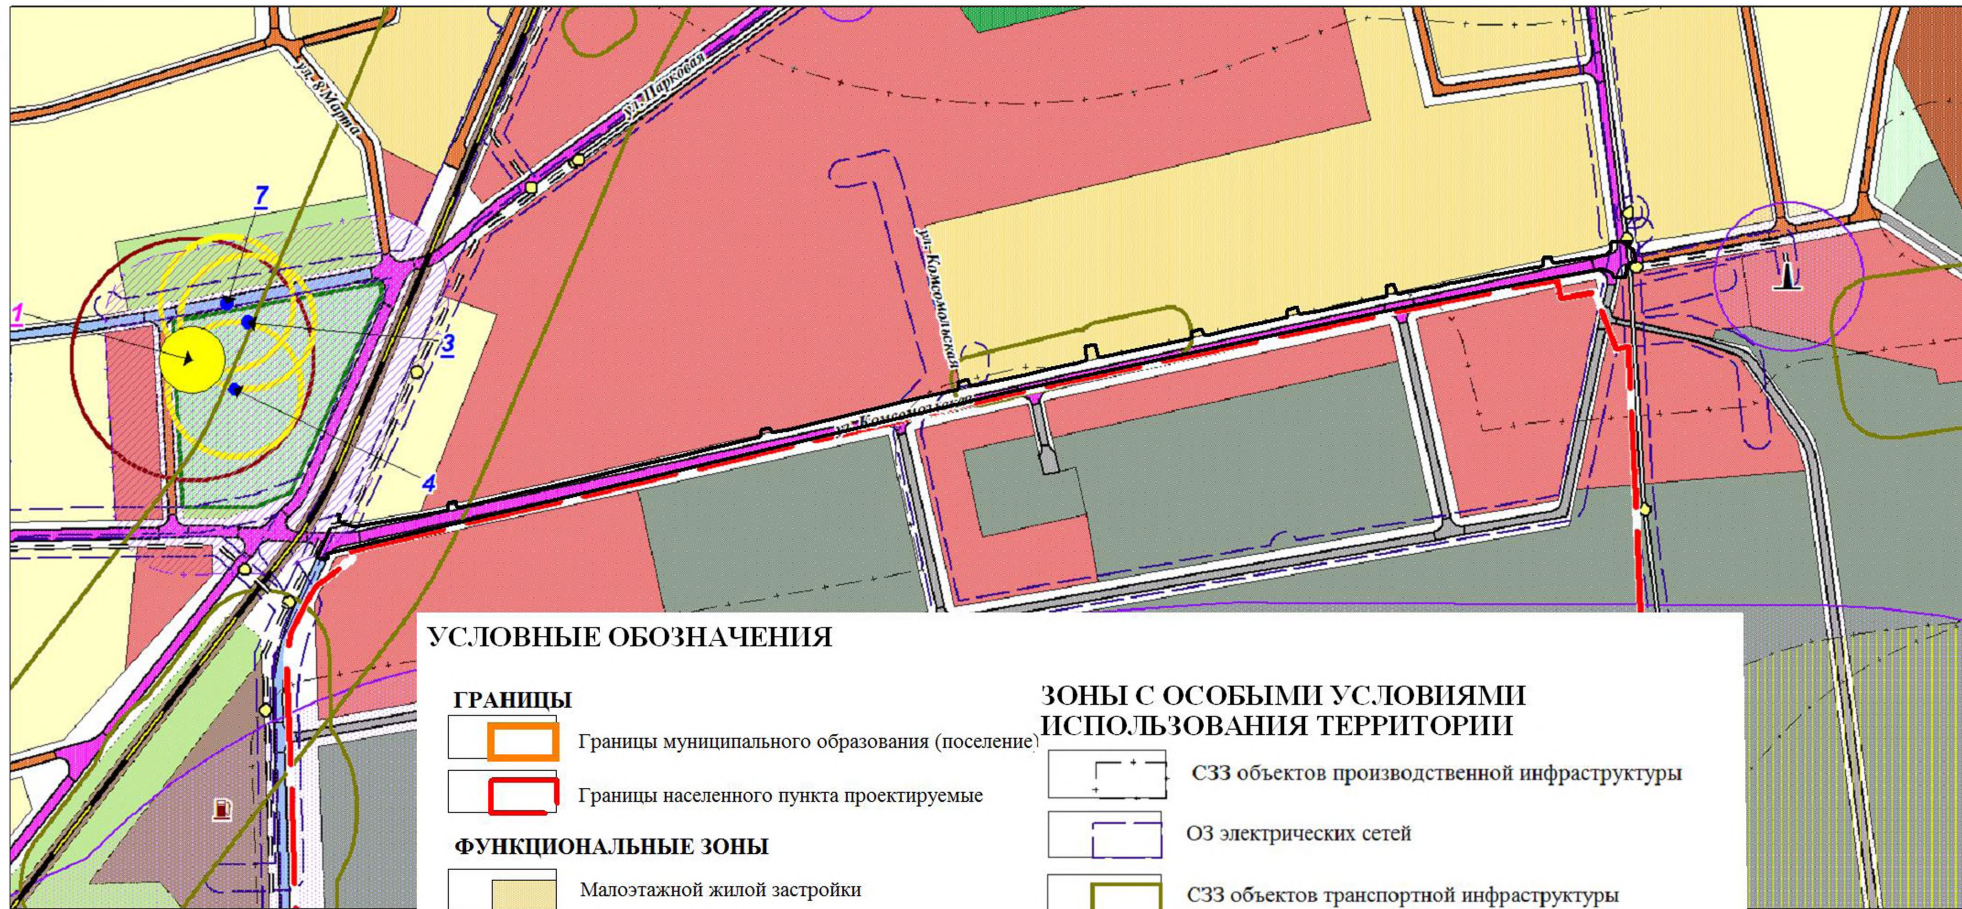 ул. 8 Марта
ул. Парковая
7
1
3
4
ул. Комсомольская
ул. Комсомольская
УСЛОВНЫЕ ОБОЗНАЧЕНИЯ
ГРАНИЦЫ
Границы муниципального образования (поселение)
Границы населенного пункта проектируемые
ФУНКЦИОНАЛЬНЫЕ ЗОНЫ
Малоэтажной жилой застройки
ЗОНЫ С ОСОБЫМИ УСЛОВИЯМИ
ИСПОЛЬЗОВАНИЯ ТЕРРИТОРИИ
СЗЗ объектов производственной инфраструктуры
ОЗ электрических сетей
СЗЗ объектов транспортной инфраструктуры